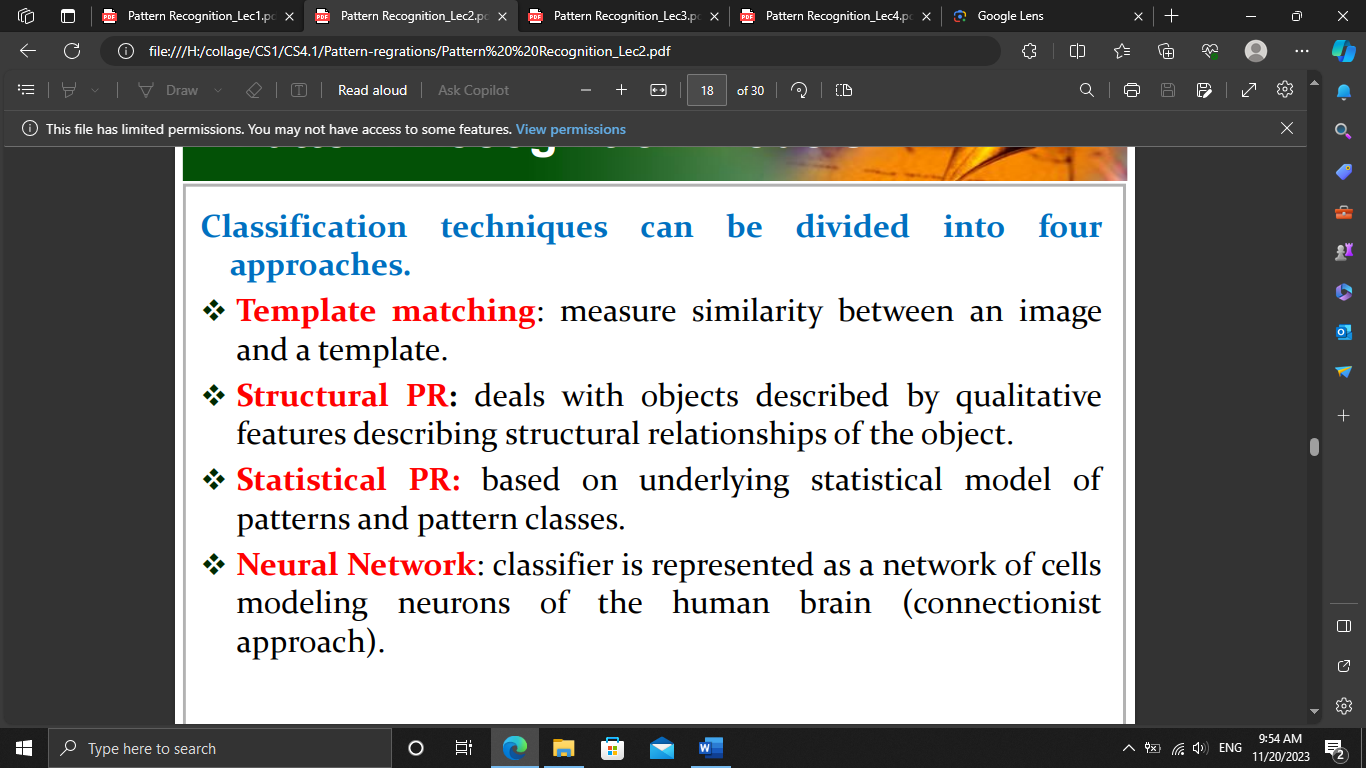 Pattern Recognition_Lec1.pd
Pattern Recognition_Lec2.pd
Pattern Recognition_Lec3.pd
Pattern Recognition_Lec4.pd
Google Lens
file:///H:/collage/CS1/CS4.1/Pattern-regrations/Pattern%20%20Recognition_Lec2.pdf
Draw
Read aloud
Ask Copilot
18
of 30
This file has limited permissions. You may not have access to some features. View permissions
Classification techniques can be divided into four
approaches.
❖ Template matching: measure similarity between an image
and a template.
❖ Structural PR: deals with objects described by qualitative
features describing structural relationships of the object.
❖ Statistical PR: based on underlying statistical model of
patterns and pattern classes.
❖ Neural Network: classifier is represented as a network of cells
modeling neurons of the human brain (connectionist
approach).
Type here to search
ENG
9:54 AM
11/20/2023
2